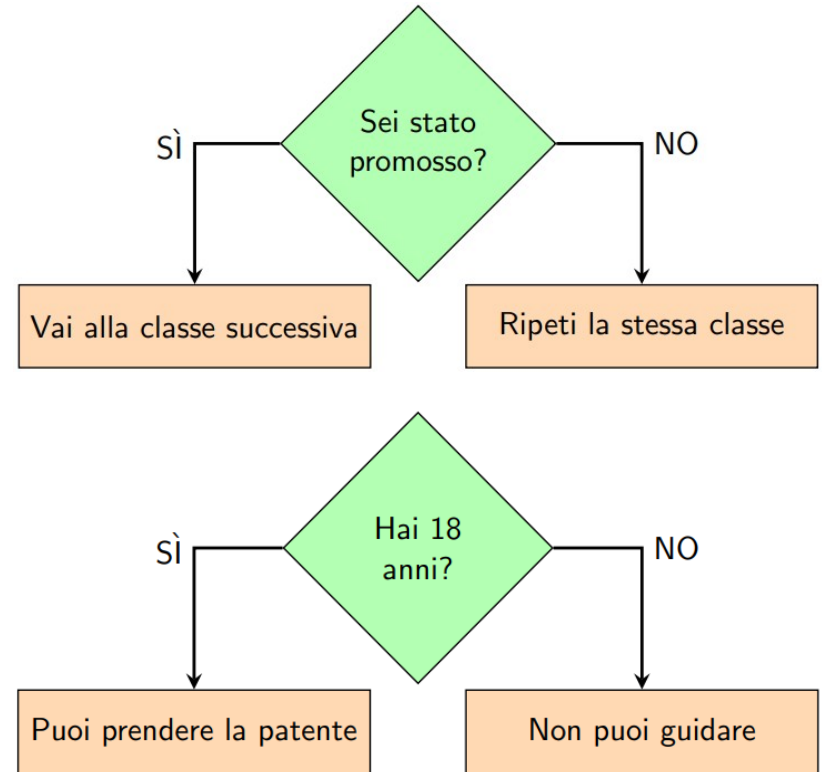 Sei stato
promosso?
SÌ
NO
Vai alla classe successiva
Ripeti la stessa classe
Hai 18
anni?
SÌ
NO
Puoi prendere la patente
Non puoi guidare